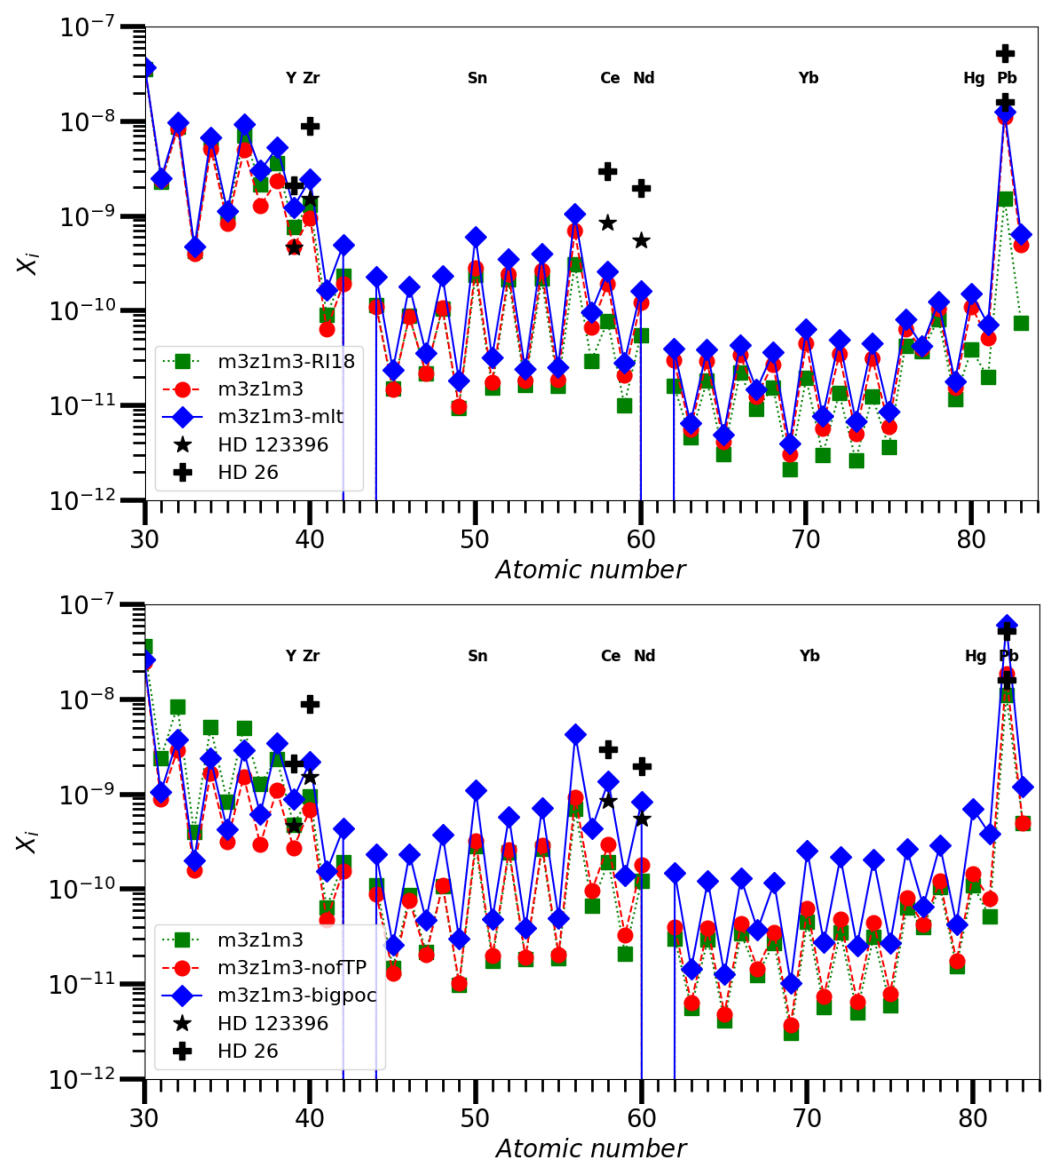 10⁻⁷
Y Zr Sn Ce Nd Yb Hg Pb
10⁻⁸
10⁻⁹
X_i
10⁻¹⁰
m3z1m3-RI18
m3z1m3
10⁻¹¹
m3z1m3-mlt
HD 123396
HD 26
10⁻¹²
30 40 50 60 70 80
Atomic number
10⁻⁷
Y Zr Sn Ce Nd Yb Hg Pb
10⁻⁸
10⁻⁹
X_i
10⁻¹⁰
m3z1m3
m3z1m3-nofTP
10⁻¹¹
m3z1m3-bigpoc
HD 123396
HD 26
10⁻¹²
30 40 50 60 70 80
Atomic number